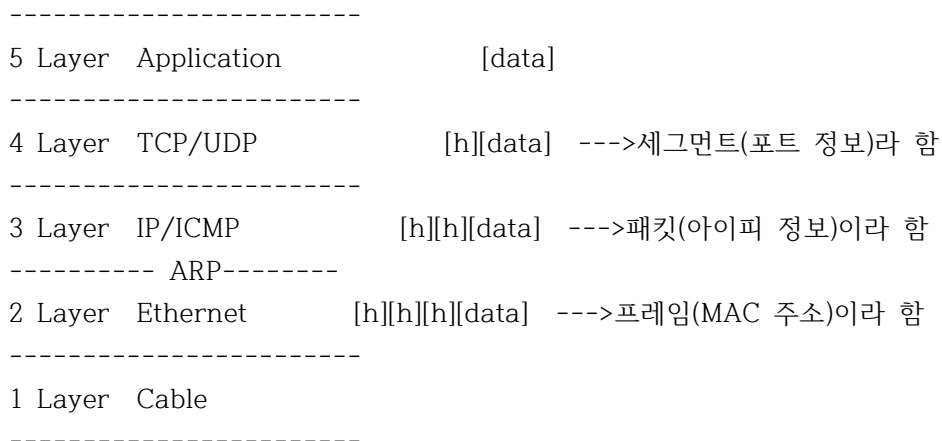 ------------------------
5 Layer Application [data]
------------------------
4 Layer TCP/UDP [h][data] --->세그먼트(포트 정보)라 함
------------------------
3 Layer IP/ICMP [h][h][data] --->패킷(아이피 정보)이라 함
---------- ARP--------
2 Layer Ethernet [h][h][h][data] --->프레임(MAC 주소)이라 함
------------------------
1 Layer Cable
------------------------